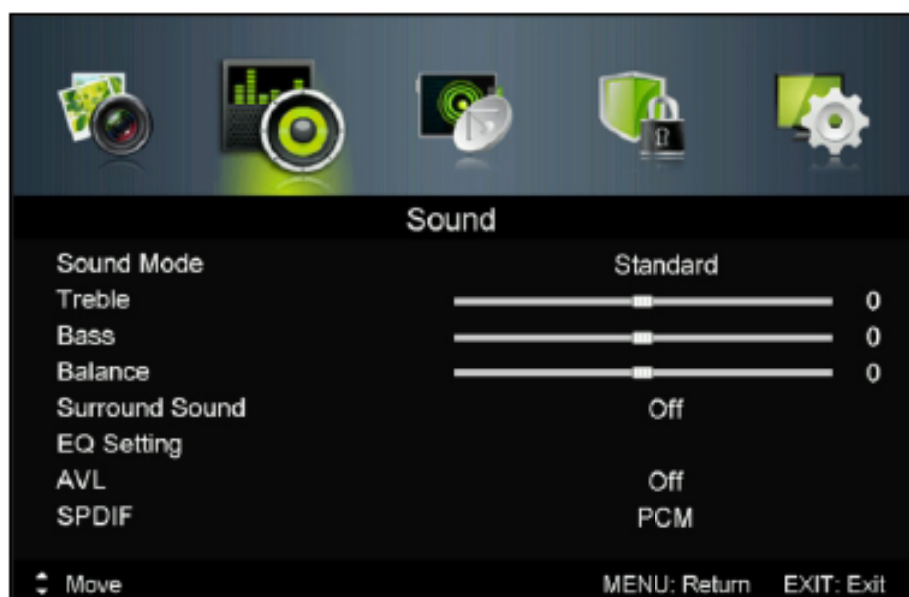 Sound
Sound Mode Standard
Treble 0
Bass 0
Balance 0
Surround Sound Off
EQ Setting
AVL Off
SPDIF PCM
Move MENU: Return EXIT: Exit